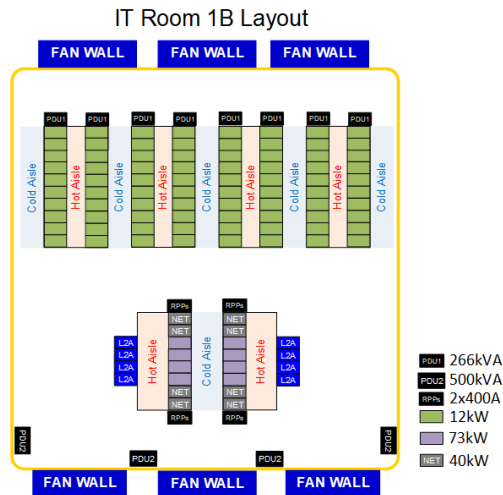 IT Room 1B Layout
FAN WALL FAN WALL FAN WALL
PDU1 PDU1 PDU1 PDU1 PDU1 PDU1 PDU1 PDU1
Cold Aisle Hot Aisle Cold Aisle Hot Aisle Cold Aisle Hot Aisle Cold Aisle Hot Aisle Cold Aisle
RPPs RPPs
NET NET
NET NET
L2A L2A
L2A L2A
L2A L2A
L2A L2A
Hot Aisle Cold Aisle Hot Aisle
NET NET
NET NET
RPPs RPPs
PDU2 PDU2 PDU2 PDU2
FAN WALL FAN WALL FAN WALL
PDU1 266kVA
PDU2 500kVA
RPPs 2x400A
12kW
73kW
NET 40kW